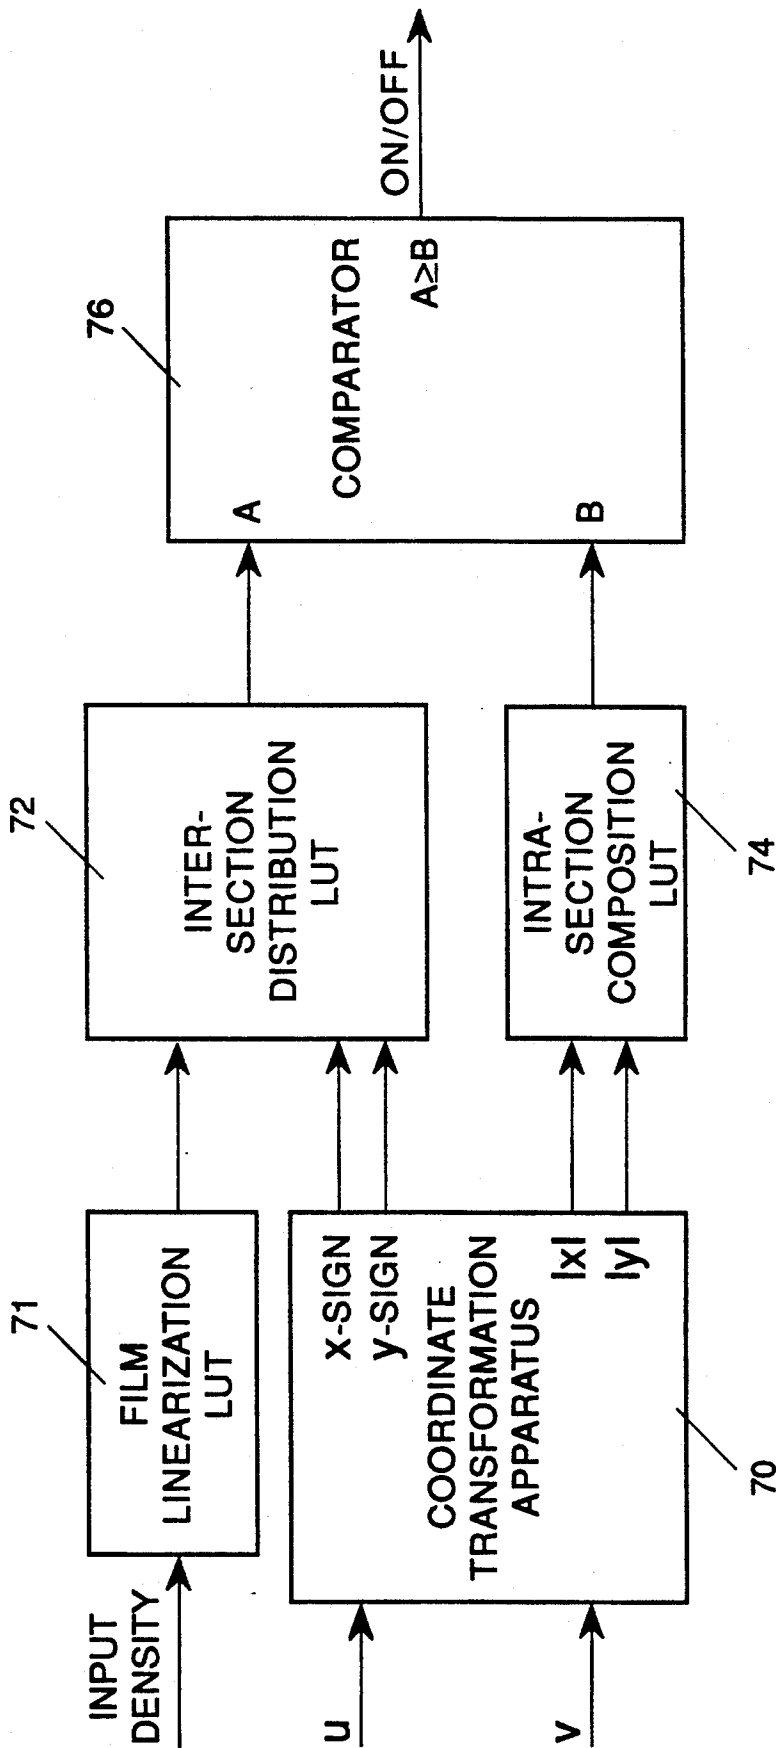 INPUT
DENSITY
71
FILM
LINEARIZATION
LUT
u
v
x-SIGN
y-SIGN
COORDINATE
TRANSFORMATION
APPARATUS
|x|
|y|
70
72
INTER-
SECTION
DISTRIBUTION
LUT
INTRA-
SECTION
COMPOSITION
LUT
74
76
A
COMPARATOR
A≥B
B
ON/OFF